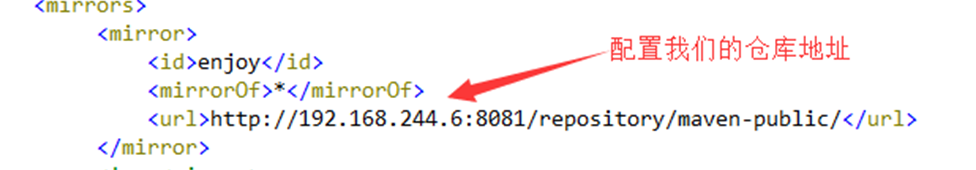 <mirrors>
<mirror>
<id>enjoy</id>
配置我们的仓库地址
<mirrorOf>*</mirrorOf>
<url>http://192.168.244.6:8081/repository/maven-public/</url>
</mirror>